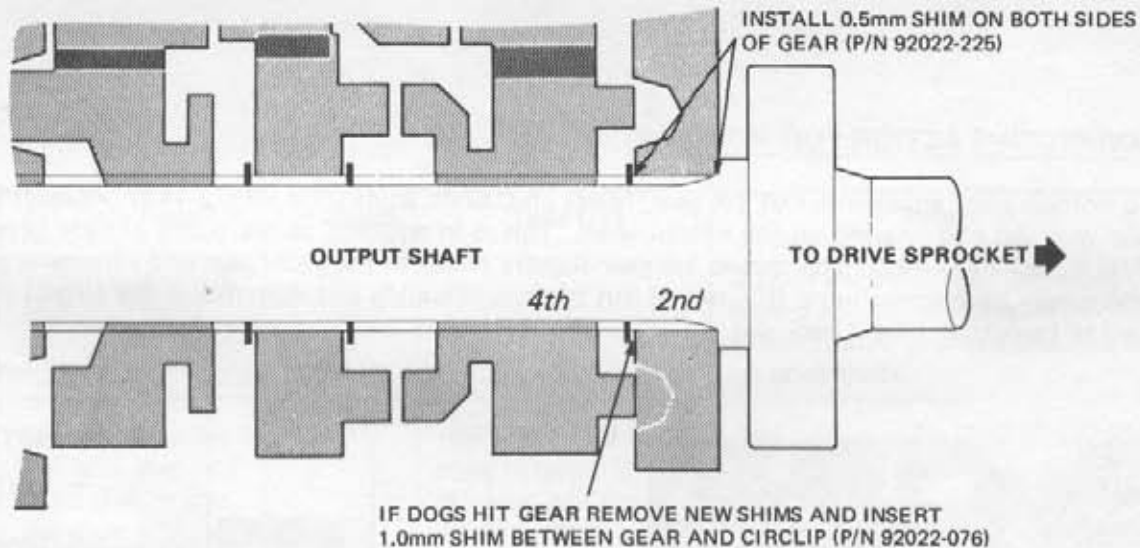 INSTALL 0.5mm SHIM ON BOTH SIDES
OF GEAR (P/N 92022-225)
OUTPUT SHAFT
TO DRIVE SPROCKET
4th
2nd
IF DOGS HIT GEAR REMOVE NEW SHIMS AND INSERT
1.0mm SHIM BETWEEN GEAR AND CIRCLIP (P/N 92022-076)